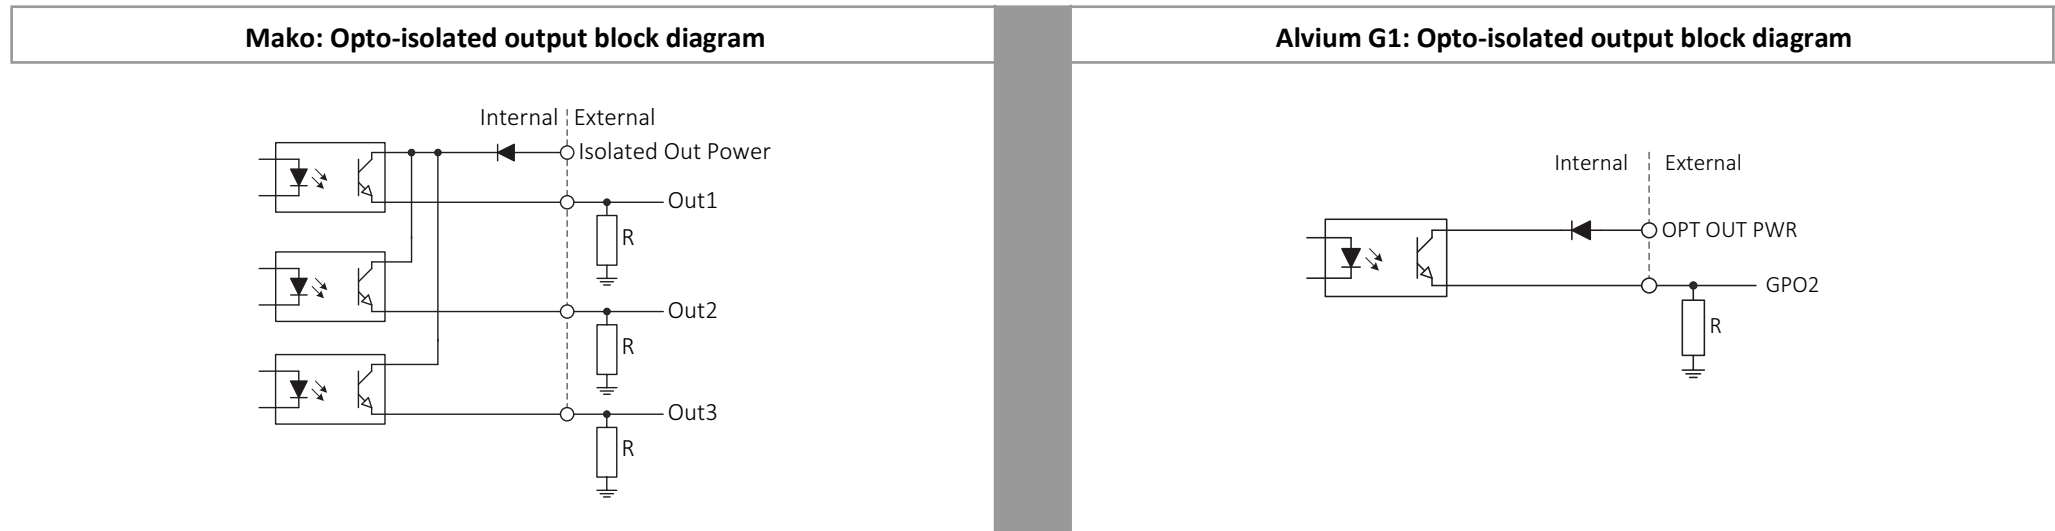 Mako: Opto-isolated output block diagram
Internal External
Isolated Out Power
Out1
R
Out2
R
Out3
R
Alvium G1: Opto-isolated output block diagram
Internal External
OPT OUT PWR
GPO2
R